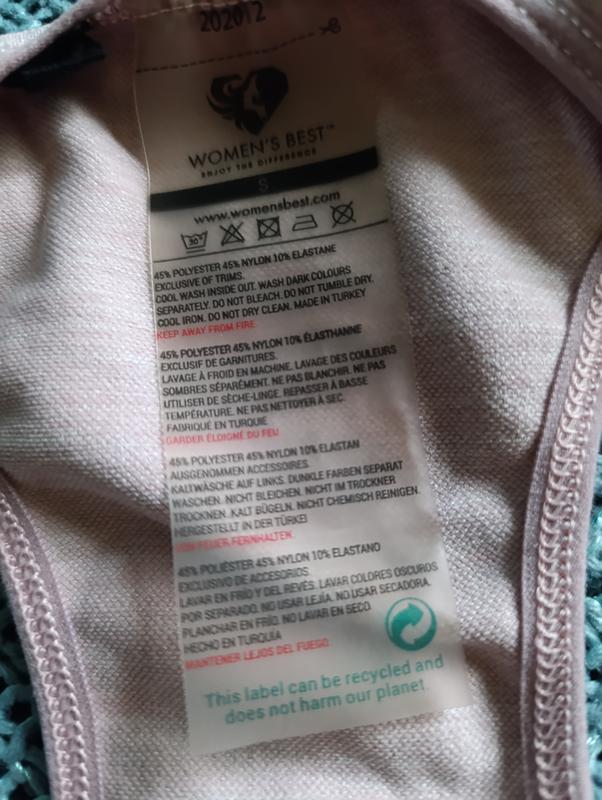 202012
WOMEN'S BEST™
ENJOY THE DIFFERENCE
S
www.womensbest.com
30°
45% POLYESTER 45% NYLON 10% ELASTANE
EXCLUSIVE OF TRIMS.
COOL WASH INSIDE OUT. WASH DARK COLOURS
SEPARATELY. DO NOT BLEACH. DO NOT TUMBLE DRY.
COOL IRON. DO NOT DRY CLEAN. MADE IN TURKEY
KEEP AWAY FROM FIRE
45% POLYESTER 45% NYLON 10% ÉLASTHANNE
EXCLUSIF DE GARNITURES.
LAVAGE À FROID EN MACHINE. LAVAGE DES COULEURS
SOMBRES SÉPARÉMENT. NE PAS BLANCHIR. NE PAS
UTILISER DE SÈCHE-LINGE. REPASSER À BASSE
TEMPÉRATURE. NE PAS NETTOYER À SEC.
FABRIQUÉ EN TURQUIE
GARDER ÉLOIGNÉ DU FEU
45% POLYESTER 45% NYLON 10% ELASTAN
AUSGENOMMEN ACCESSOIRES.
KALTWÄSCHE AUF LINKS. DUNKLE FARBEN SEPARAT
WASCHEN. NICHT BLEICHEN. NICHT IM TROCKNER
TROCKNEN. KALT BÜGELN. NICHT CHEMISCH REINIGEN.
HERGESTELLT IN DER TÜRKEI
VON FEUER FERNHALTEN.
45% POLIÉSTER 45% NYLON 10% ELASTANO
EXCLUSIVO DE ACCESORIOS.
LAVAR EN FRÍO Y DEL REVÉS. LAVAR COLORES OSCUROS
POR SEPARADO. NO USAR LEJÍA. NO USAR SECADORA.
PLANCHAR EN FRÍO. NO LAVAR EN SECO.
HECHO EN TURQUÍA
MANTENER LEJOS DEL FUEGO.
This label can be recycled and
does not harm our planet.